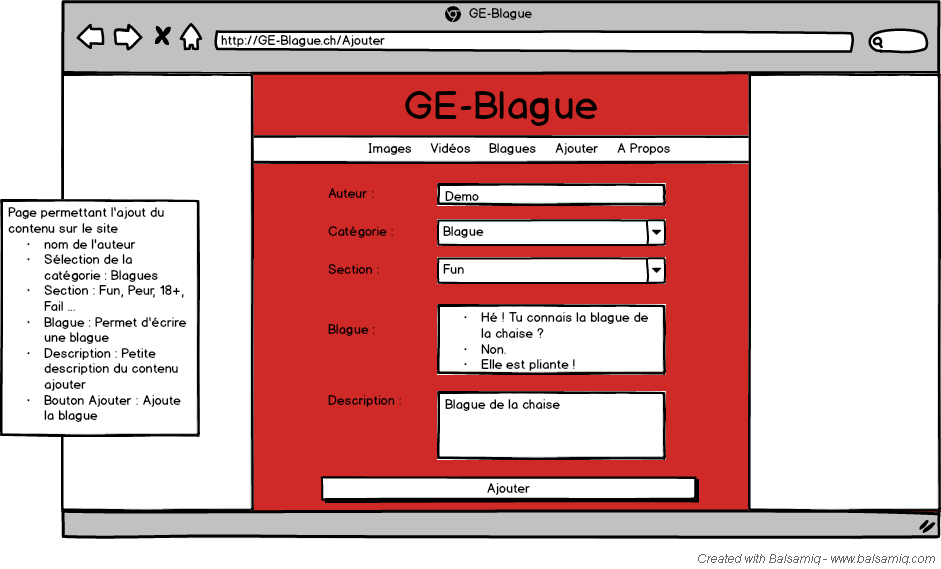 GE-Blague
http://GE-Blague.ch/Ajouter
GE-Blague
Images Vidéos Blagues Ajouter A Propos
Page permettant l'ajout du
contenu sur le site
· nom de l'auteur
· Sélection de la
catégorie : Blagues
· Section : Fun, Peur, 18+,
Fail ...
· Blague : Permet d'écrire
une blague
· Description : Petite
description du contenu
ajouter
· Bouton Ajouter : Ajoute
la blague
Auteur : Demo
Catégorie : Blague
Section : Fun
Blague :
· Hé ! Tu connais la blague de
la chaise ?
· Non.
· Elle est pliante !
Description : Blague de la chaise
Ajouter
Created with Balsamiq - www.balsamiq.com